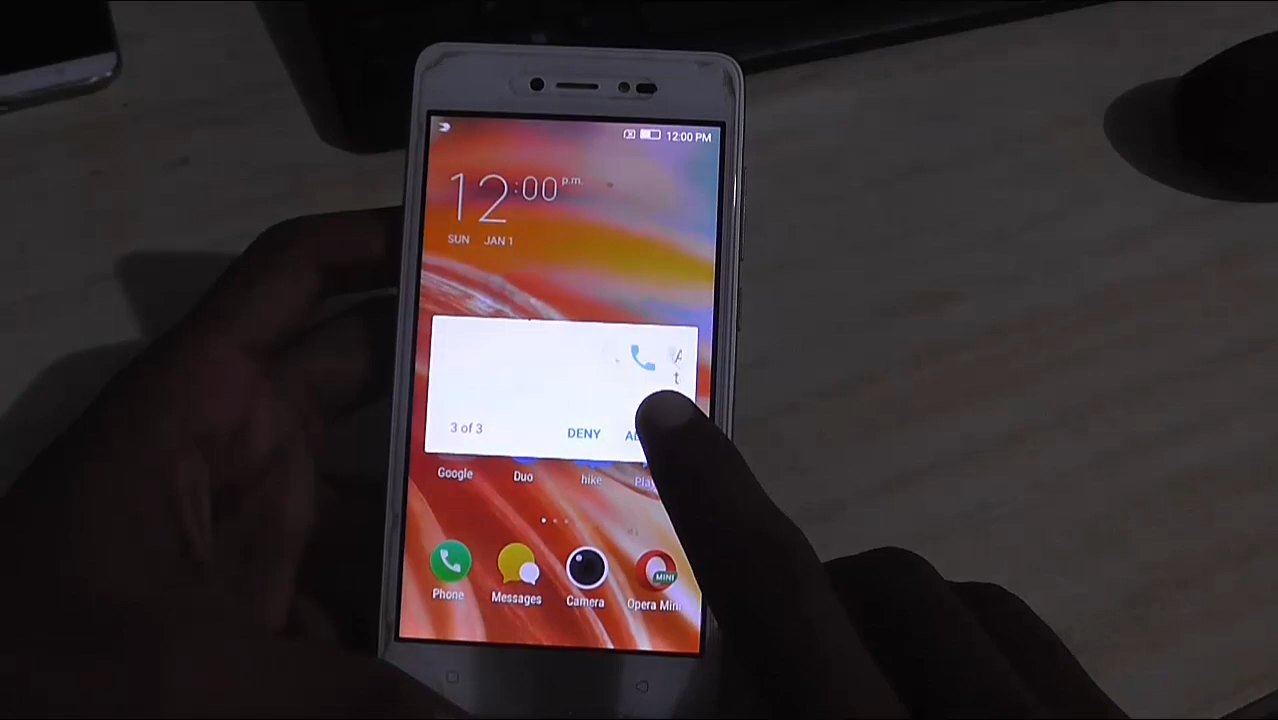 12:00 PM
12:00 p.m.
SUN JAN 1
3 of 3
DENY
Google Duo hike
MINI
Phone Messages Camera Opera Mini